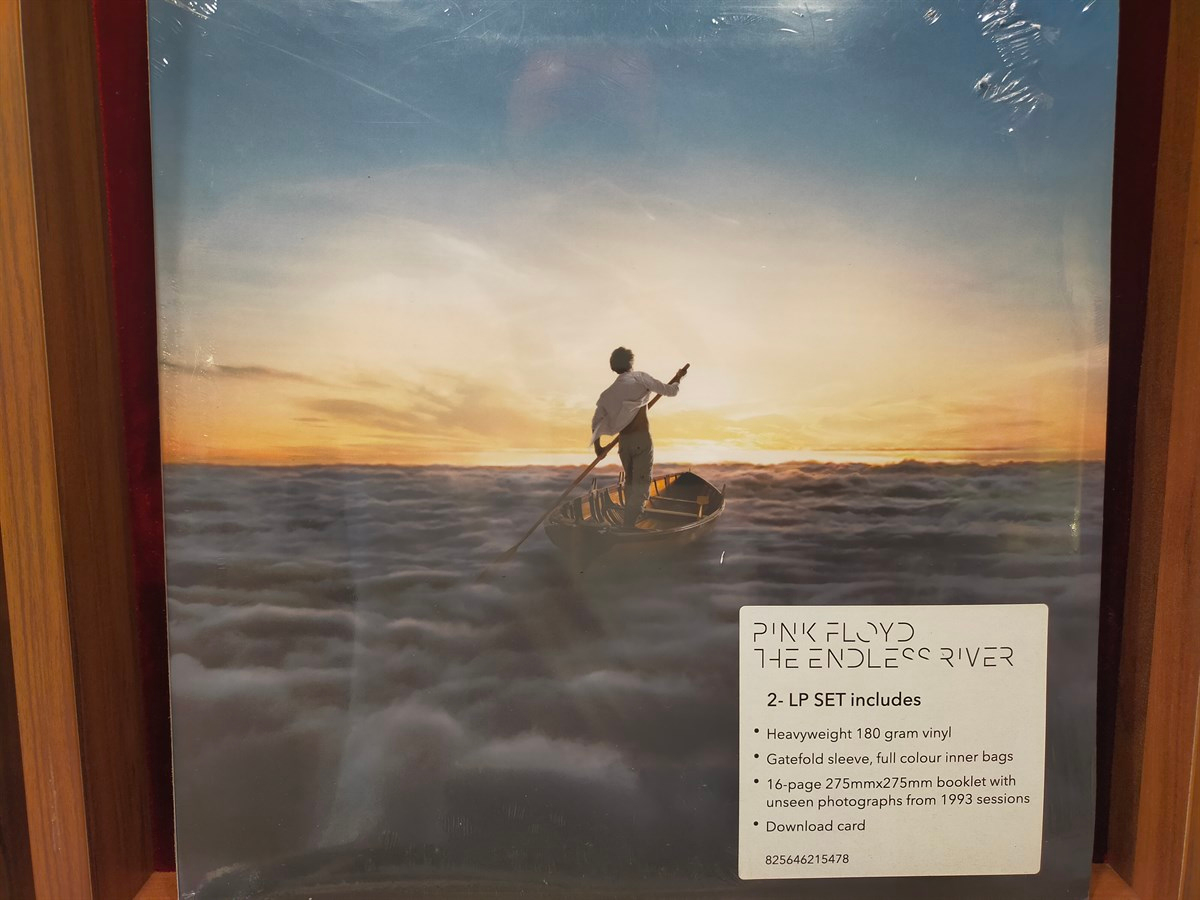 PINK FLOYD
THE ENDLESS RIVER
2- LP SET includes
• Heavyweight 180 gram vinyl
• Gatefold sleeve, full colour inner bags
• 16-page 275mmx275mm booklet with
unseen photographs from 1993 sessions
• Download card
825646215478